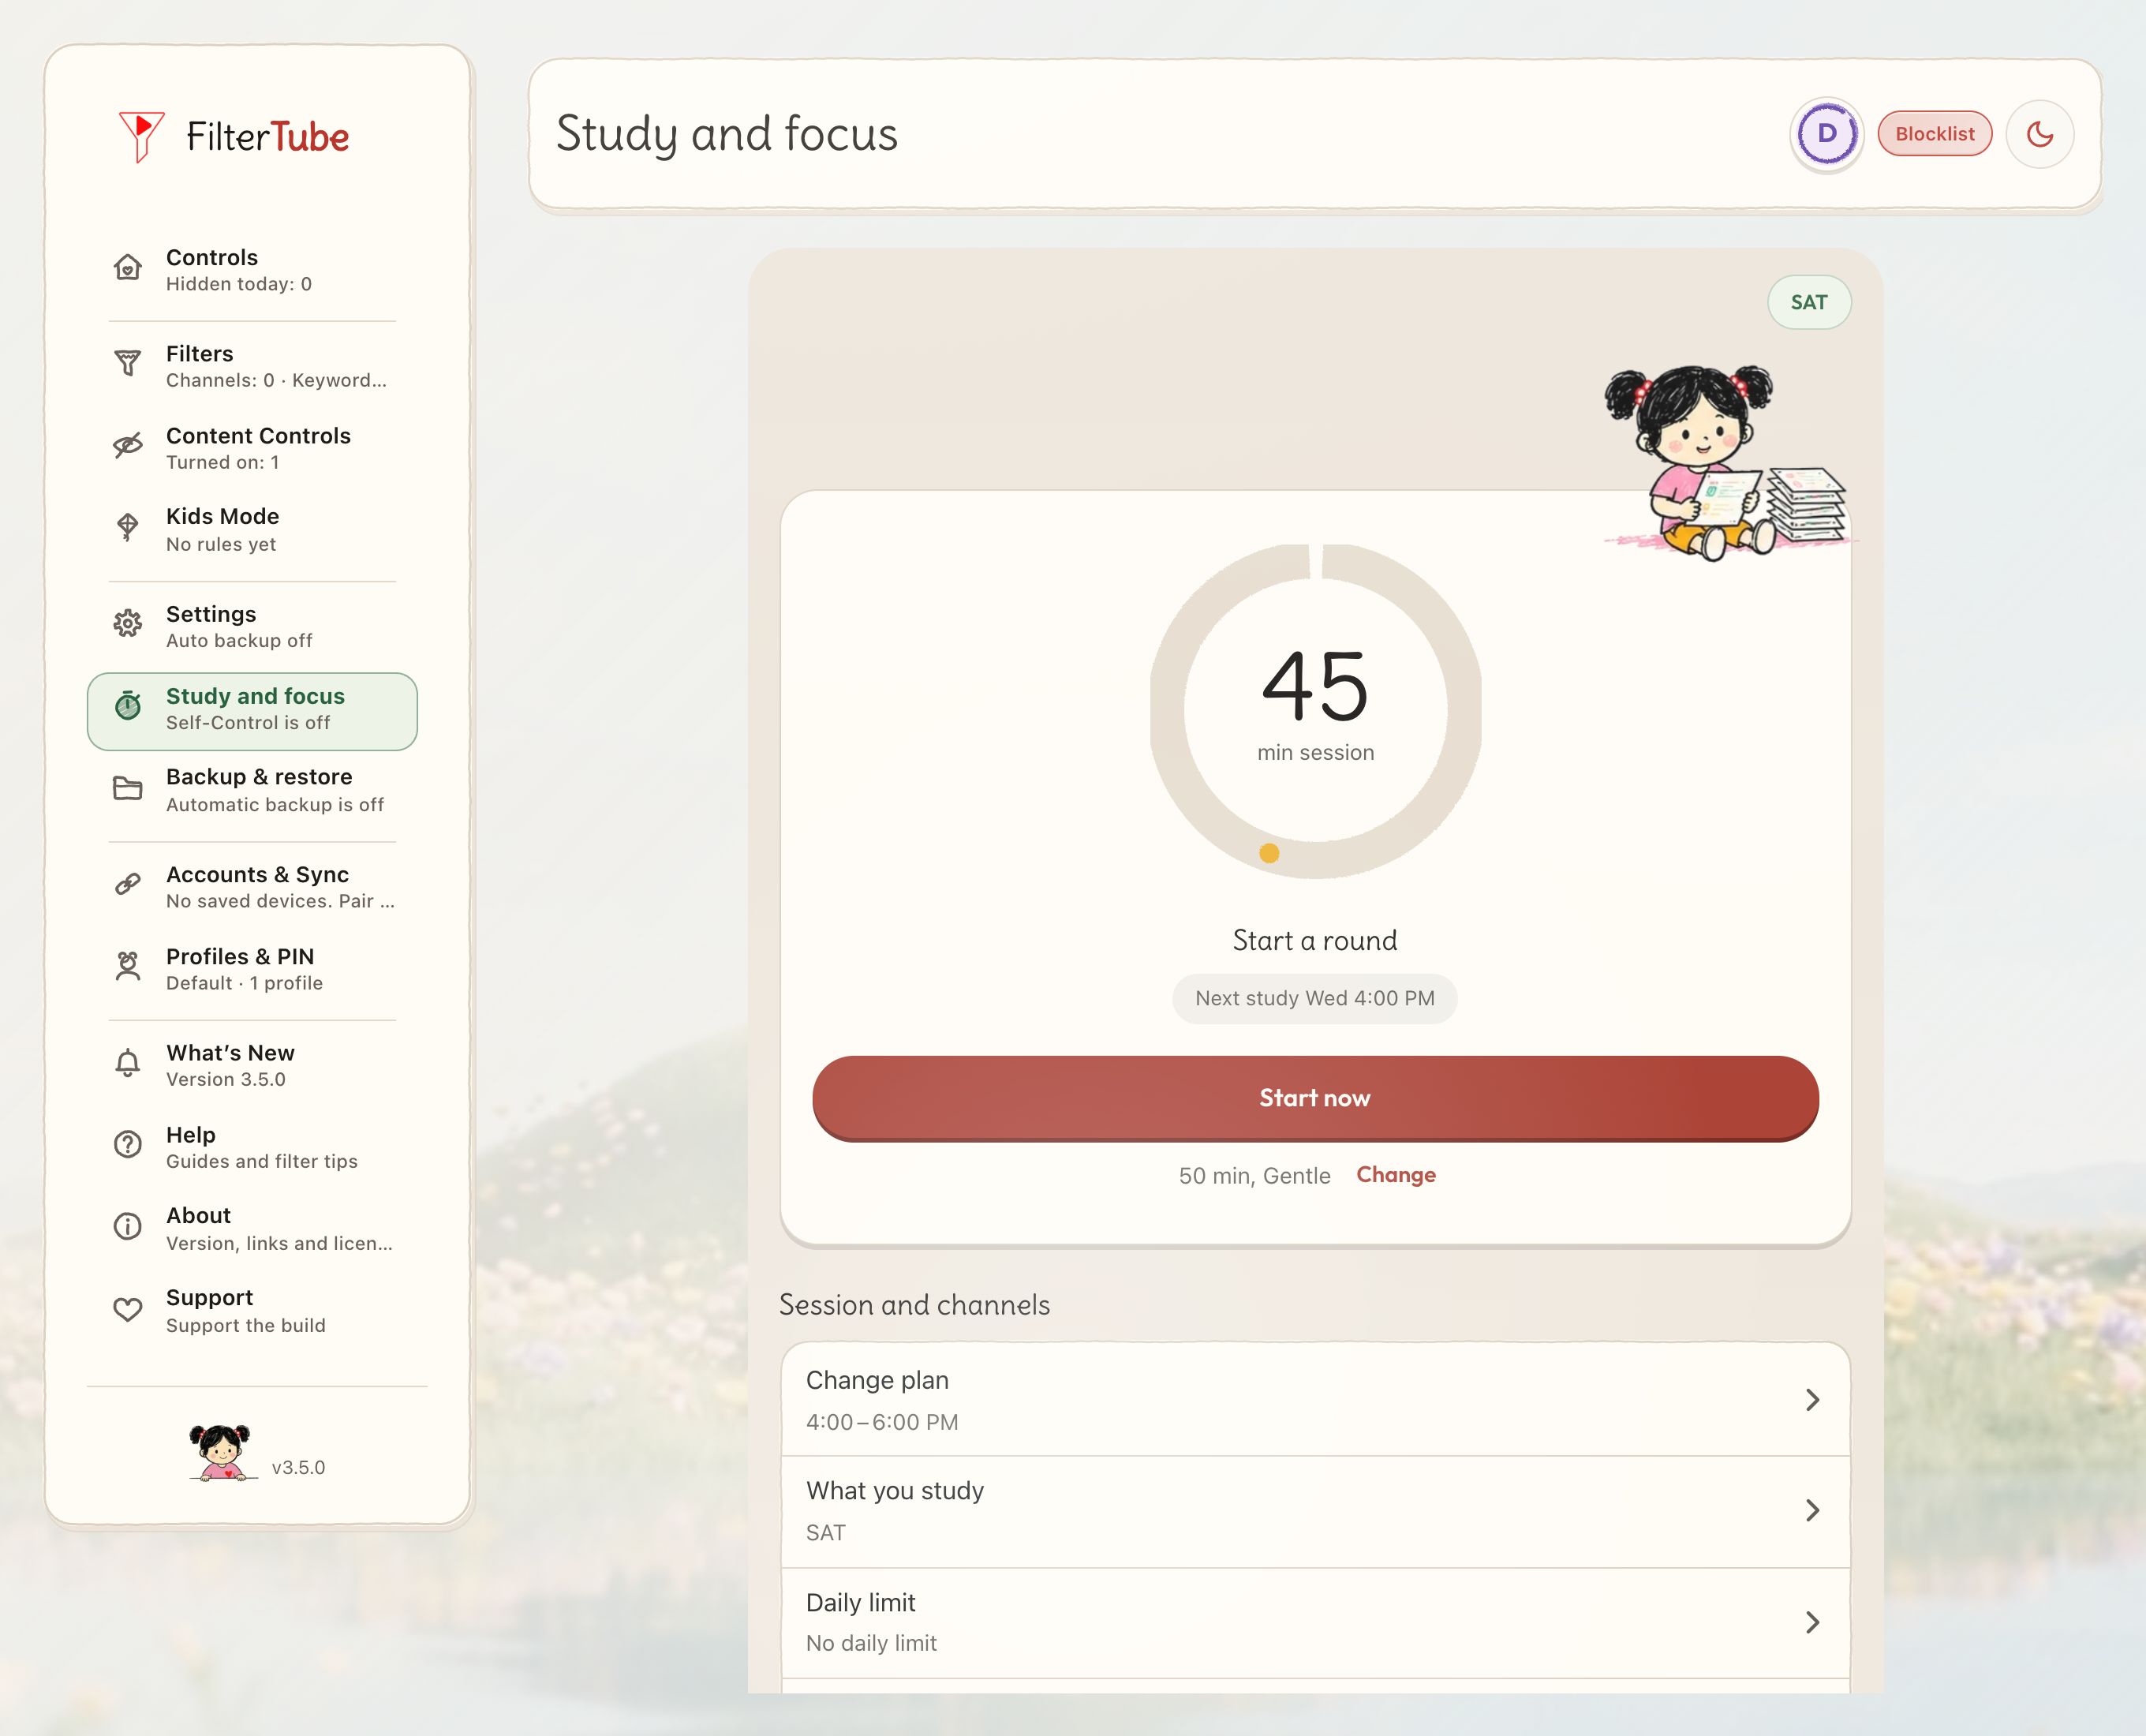 FilterTube
Controls
Hidden today: 0
Filters
Channels: 0 · Keyword...
Content Controls
Turned on: 1
Kids Mode
No rules yet
Settings
Auto backup off
Study and focus
Self-Control is off
Backup & restore
Automatic backup is off
Accounts & Sync
No saved devices. Pair ...
Profiles & PIN
Default · 1 profile
What’s New
Version 3.5.0
Help
Guides and filter tips
About
Version, links and licen...
Support
Support the build
v3.5.0
Study and focus
D
Blocklist
SAT
45
min session
Start a round
Next study Wed 4:00 PM
Start now
50 min, Gentle Change
Session and channels
Change plan
4:00–6:00 PM
What you study
SAT
Daily limit
No daily limit